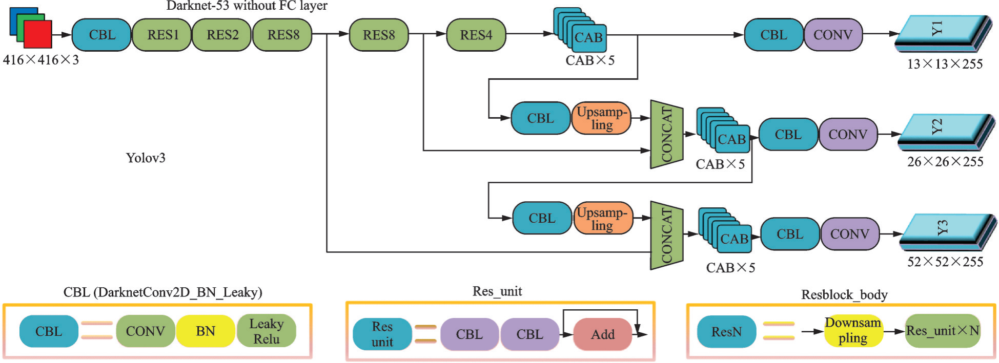 Darknet-53 without FC layer
CBL RES1 RES2 RES8 RES8 RES4 CAB CBL CONV Y1
416×416×3
CAB×5
13×13×255
CBL Upsamp-
ling
CONCAT
CAB CBL CONV Y2
CAB×5
26×26×255
Yolov3
CBL Upsamp-
ling
CONCAT
CAB CBL CONV Y3
CAB×5
52×52×255
CBL (DarknetConv2D_BN_Leaky)
CBL CONV BN Leaky
Relu
Res_unit
Res
unit
CBL CBL Add
Resblock_body
ResN
Downsam
pling
Res_unit×N